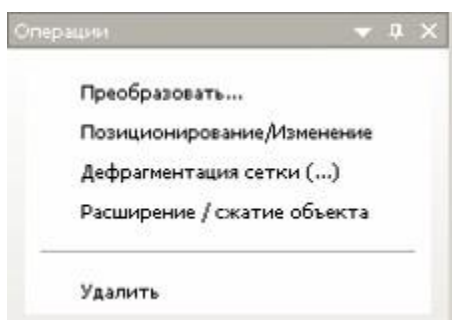 Операции
Преобразовать...
Позиционирование/Изменение
Дефрагментация сетки (...)
Расширение / сжатие объекта
Удалить